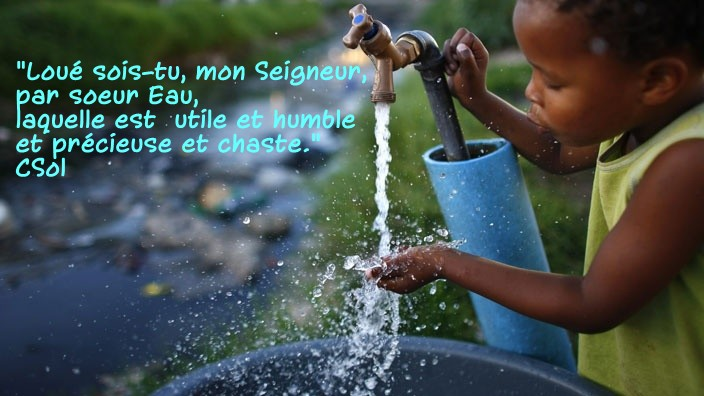 "Loué sois-tu, mon Seigneur,
par soeur Eau,
laquelle est utile et humble
et précieuse et chaste."
CSol